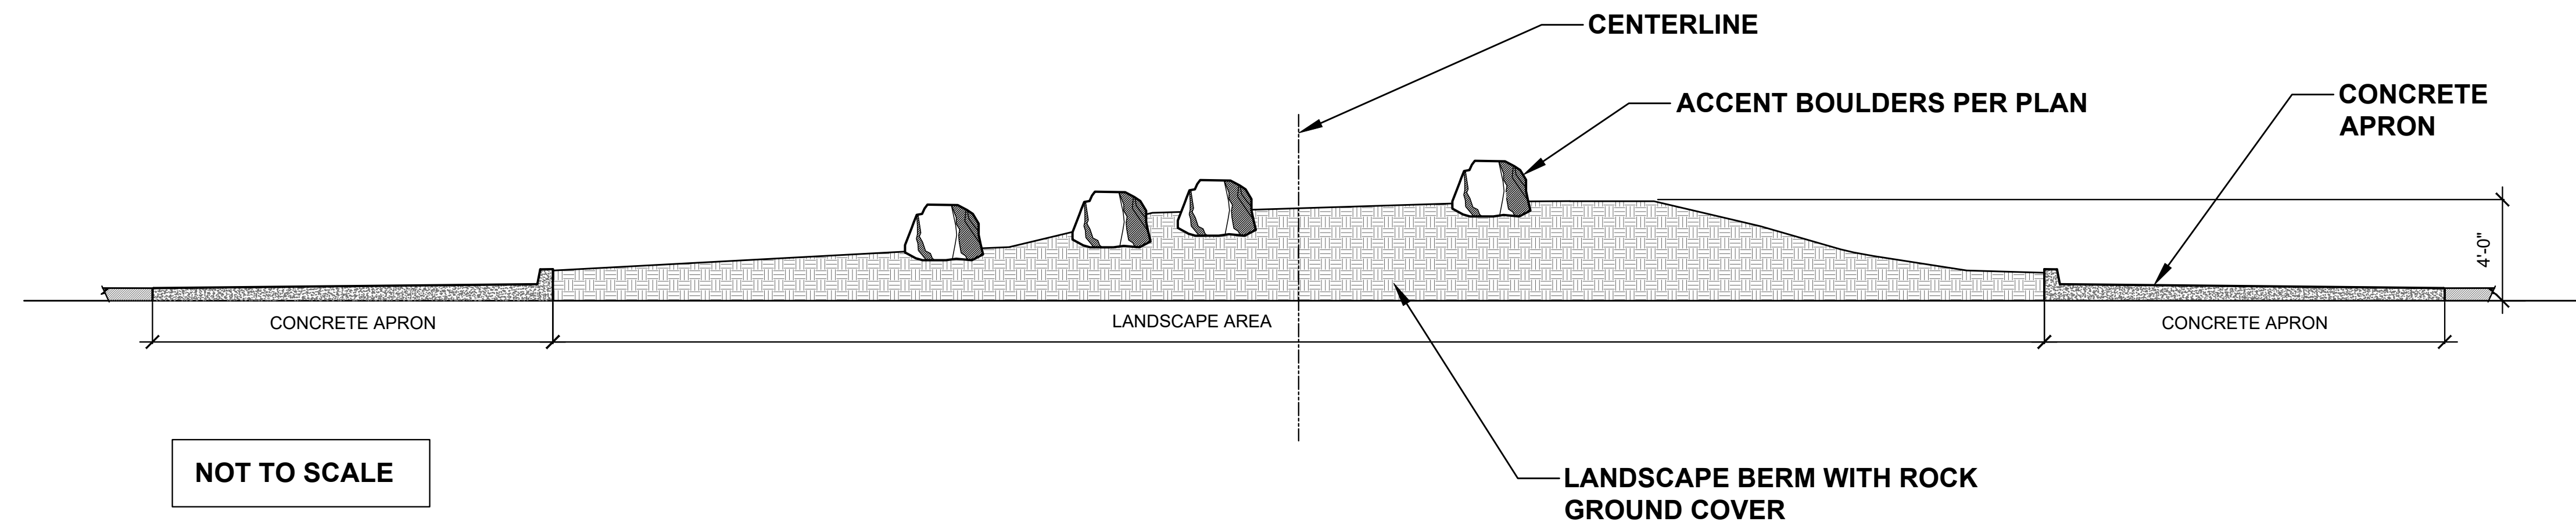 CENTERLINE
ACCENT BOULDERS PER PLAN
CONCRETE
APRON
4'-0"
CONCRETE APRON
LANDSCAPE AREA
CONCRETE APRON
NOT TO SCALE
LANDSCAPE BERM WITH ROCK
GROUND COVER